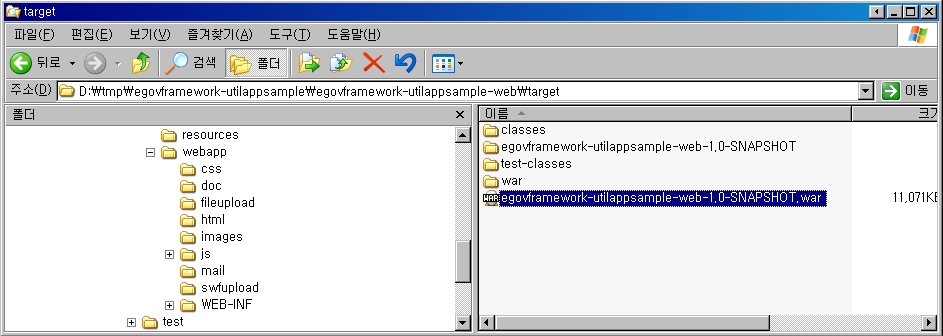 target
파일(F) 편집(E) 보기(V) 즐겨찾기(A) 도구(T) 도움말(H)
뒤로 검색 폴더
주소(D) D:\tmp\egovframework-utilappsample\egovframework-utilappsample-web\target 이동
폴더
resources
webapp
css
doc
fileupload
html
images
js
mail
swfupload
WEB-INF
test
이름 크기
classes
egovframework-utilappsample-web-1.0-SNAPSHOT
test-classes
war
egovframework-utilappsample-web-1.0-SNAPSHOT.war 11,071KB